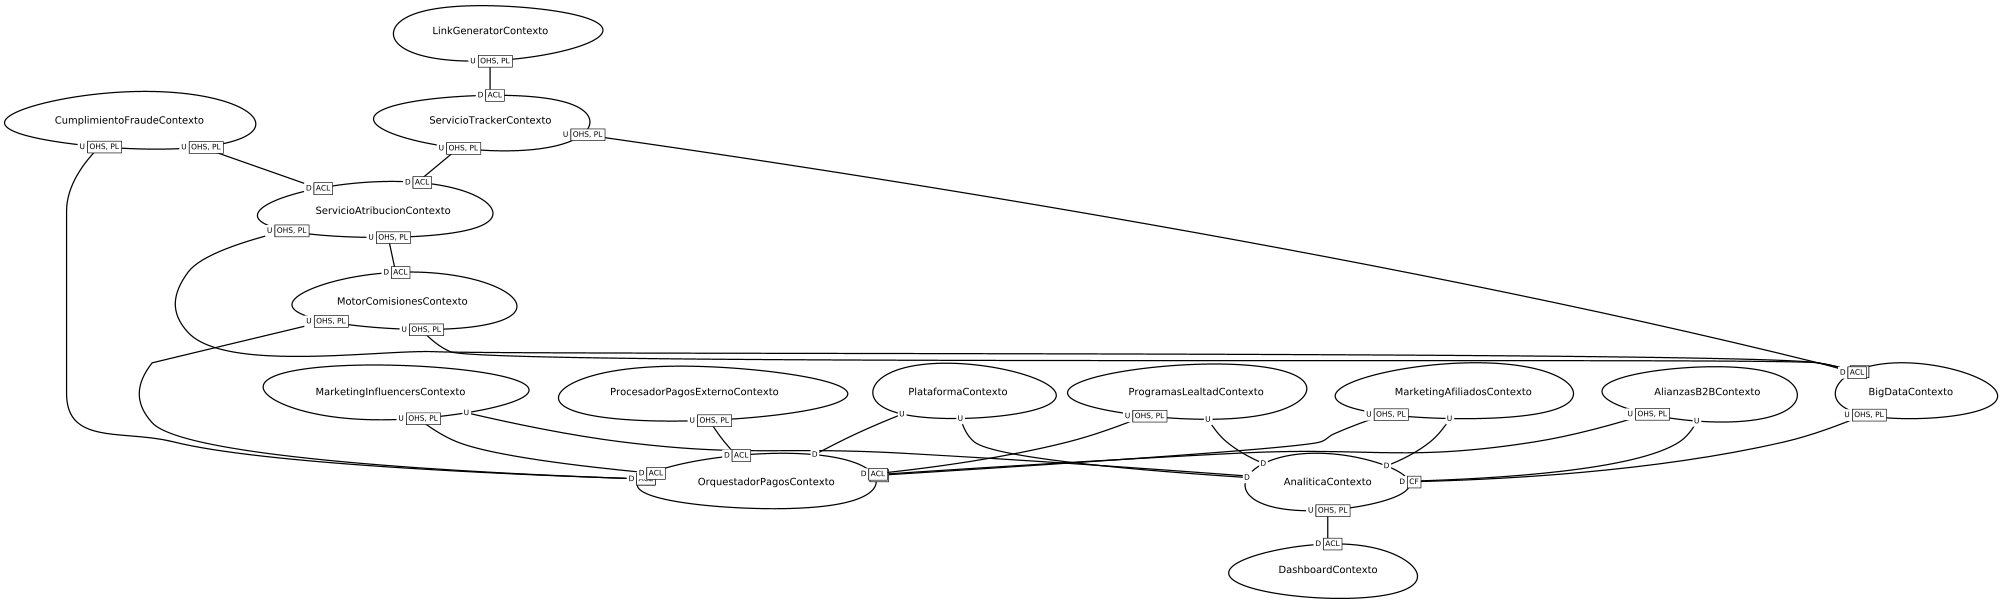 LinkGeneratorContexto
U OHS, PL
D ACL
CumplimientoFraudeContexto
ServicioTrackerContexto
U OHS, PL
U OHS, PL
U OHS, PL
U OHS, PL
D ACL
D ACL
ServicioAtribucionContexto
U OHS, PL
U OHS, PL
D ACL
MotorComisionesContexto
U OHS, PL
U OHS, PL
D ACL
MarketingInfluencersContexto
ProcesadorPagosExternoContexto
PlataformaContexto
ProgramasLealtadContexto
MarketingAfiliadosContexto
AlianzasB2BContexto
BigDataContexto
U OHS, PL
U
U OHS, PL
U
U
U OHS, PL
U
U OHS, PL
U
U OHS, PL
U
U OHS, PL
D ACL
D
D
D
D ACL
D
D ACL
D
D CF
OrquestadorPagosContexto
AnaliticaContexto
U OHS, PL
D ACL
DashboardContexto